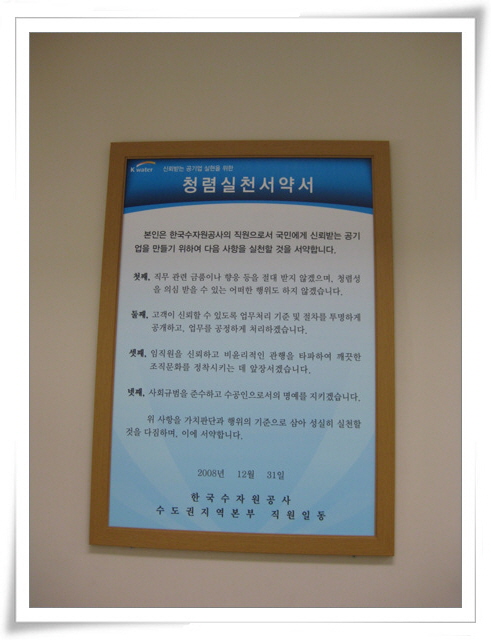 K water 신뢰받는 공기업 실현을 위한
청렴실천서약서
본인은 한국수자원공사의 직원으로서 국민에게 신뢰받는 공기
업을 만들기 위하여 다음 사항을 실천할 것을 서약합니다.
첫째, 직무 관련 금품이나 향응 등을 절대 받지 않겠으며, 청렴성
을 의심 받을 수 있는 어떠한 행위도 하지 않겠습니다.
둘째, 고객이 신뢰할 수 있도록 업무처리 기준 및 절차를 투명하게
공개하고, 업무를 공정하게 처리하겠습니다.
셋째, 임직원을 신뢰하고 비윤리적인 관행을 타파하여 깨끗한
조직문화를 정착시키는 데 앞장서겠습니다.
넷째, 사회규범을 준수하고 수공인으로서의 명예를 지키겠습니다.
위 사항을 가치판단과 행위의 기준으로 삼아 성실히 실천할
것을 다짐하며, 이에 서약합니다.
2008년 12월 31일
한국수자원공사
수도권지역본부 직원일동